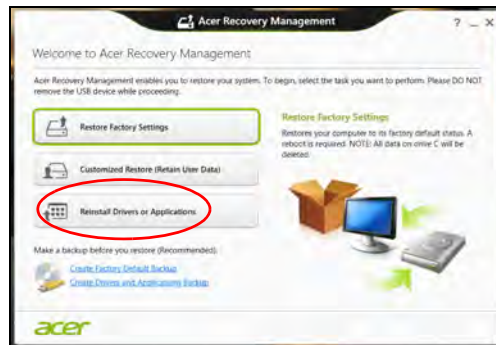 Acer Recovery Management
? _ X
Welcome to Acer Recovery Management
Acer Recovery Management enables you to restore your system. To begin, select the task you want to perform. Please DO NOT
remove the USB device while proceeding.
Restore Factory Settings
Customized Restore (Retain User Data)
Reinstall Drivers or Applications
Make a backup before you restore (Recommended).
Create Factory Default Backup
Create Drivers and Applications Backup
Restore Factory Settings
Restores your computer to its factory default status. A
reboot is required. NOTE: All data on drive C will be
deleted.
acer